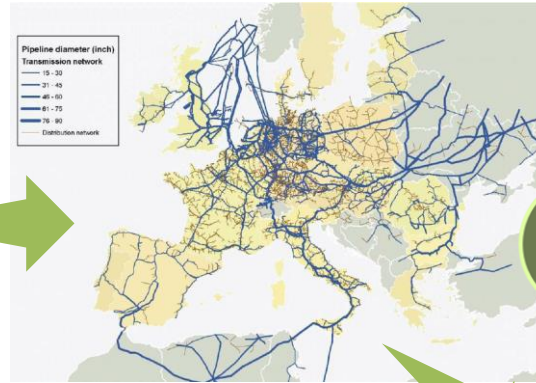 Pipeline diameter (inch)
Transmission network
15 - 30
31 - 45
46 - 60
61 - 75
76 - 90
Distribution network